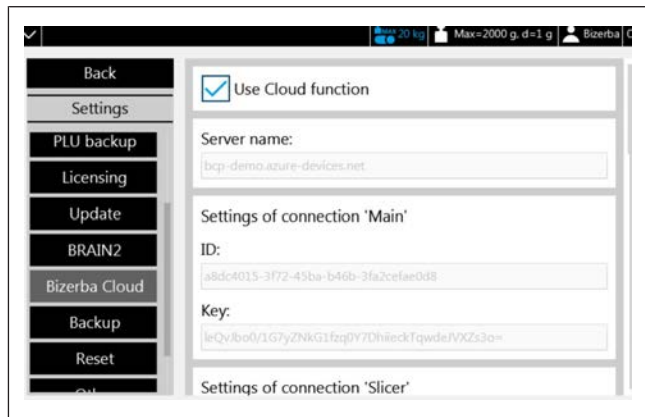 20 kg Max=2000 g, d=1 g Bizerba
Back
Settings
PLU backup
Licensing
Update
BRAIN2
Bizerba Cloud
Backup
Reset
Use Cloud function
Server name:
bcp-demo.azure-devices.net
Settings of connection 'Main'
ID:
a8dc4015-3f72-45ba-b46b-3fa2cefae0d8
Key:
Settings of connection 'Slicer'